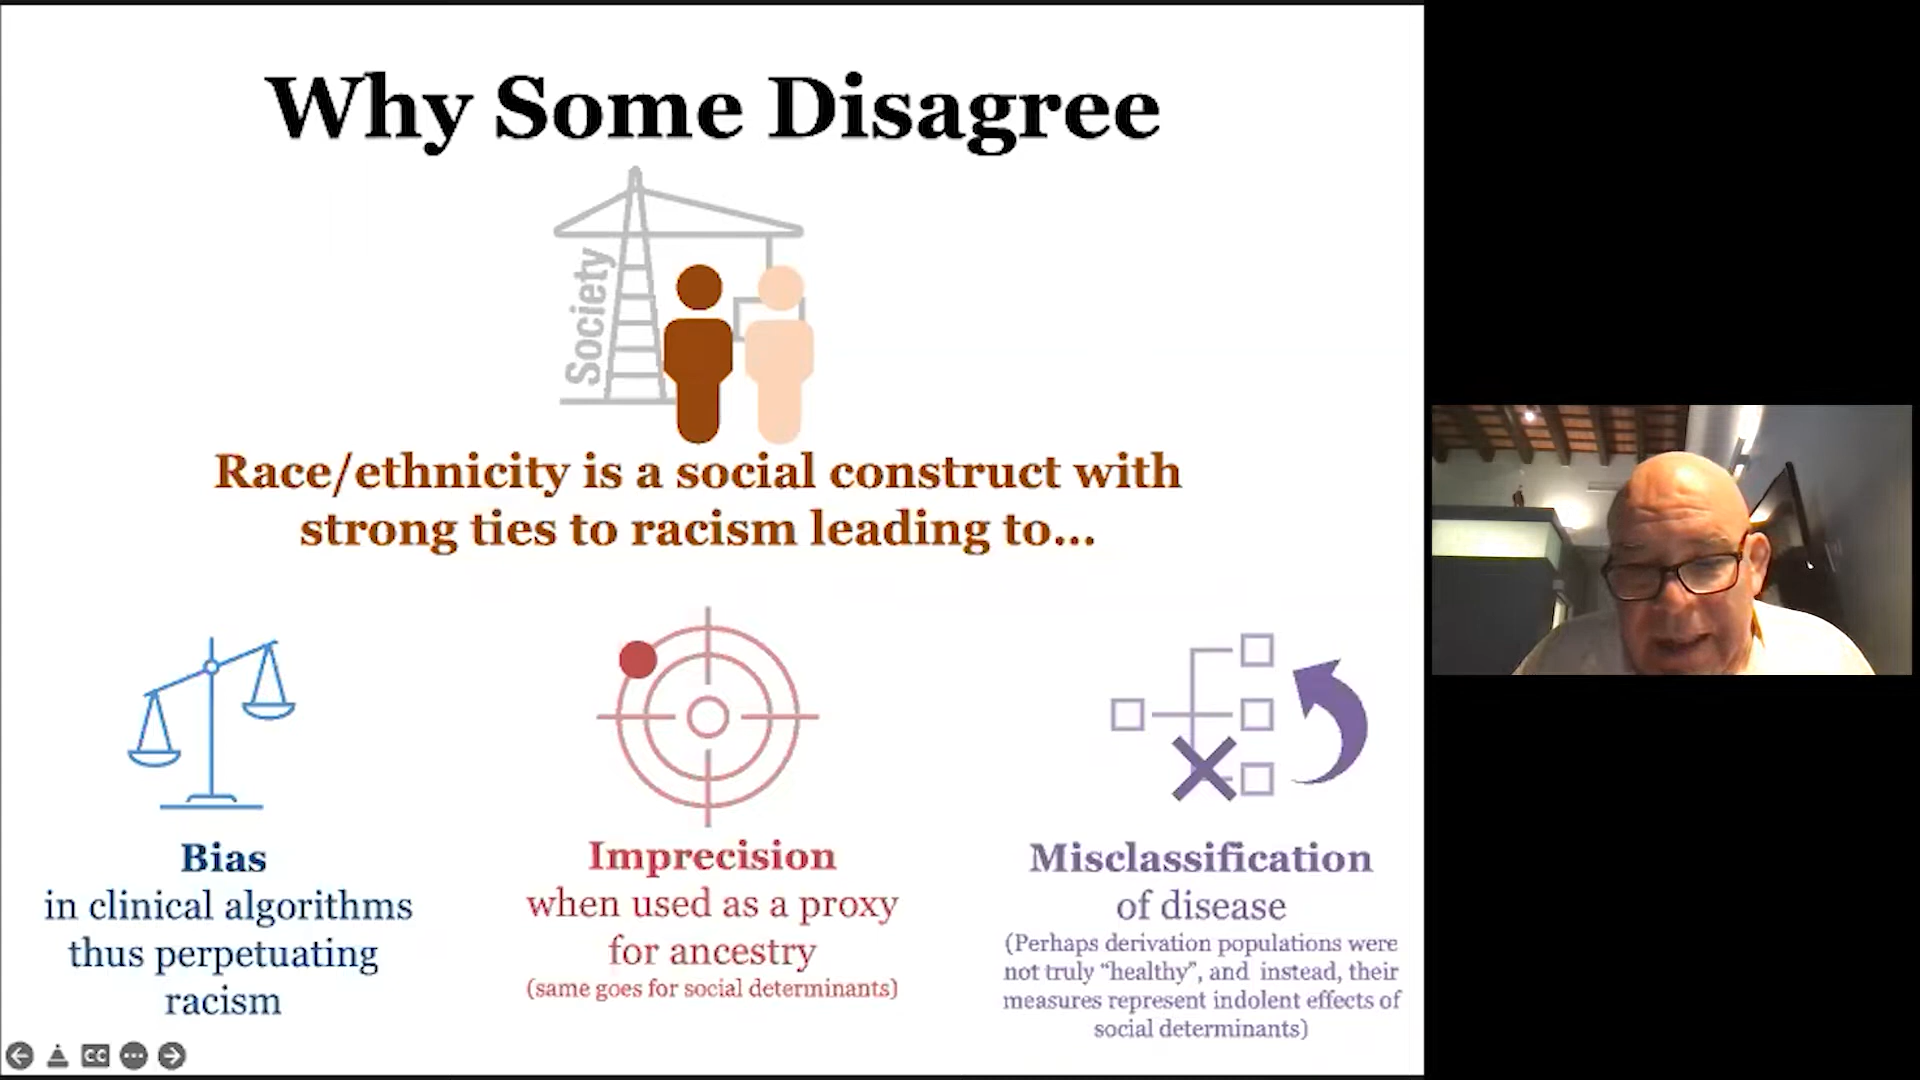 Why Some Disagree
Society
Race/ethnicity is a social construct with
strong ties to racism leading to...
Bias
in clinical algorithms
thus perpetuating
racism
Imprecision
when used as a proxy
for ancestry
(same goes for social determinants)
Misclassification
of disease
(Perhaps derivation populations were
not truly “healthy”, and instead, their
measures represent indolent effects of
social determinants)
CC